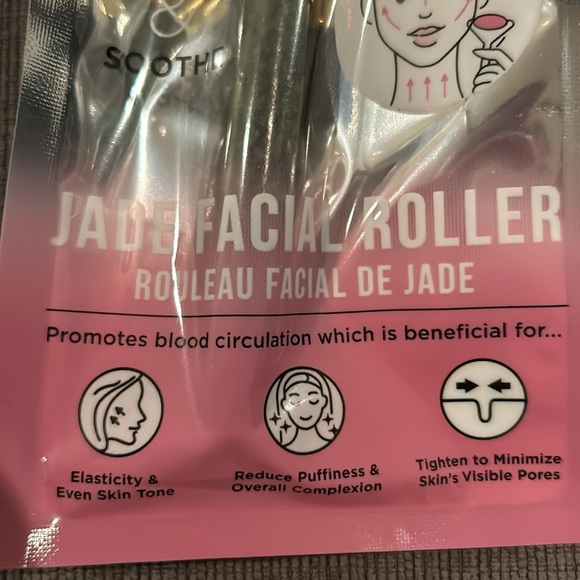 &
SOOTHE
JADE FACIAL ROLLER
ROULEAU FACIAL DE JADE
Promotes blood circulation which is beneficial for...
Elasticity &
Even Skin Tone
Reduce Puffiness &
Overall Complexion
Tighten to Minimize
Skin's Visible Pores